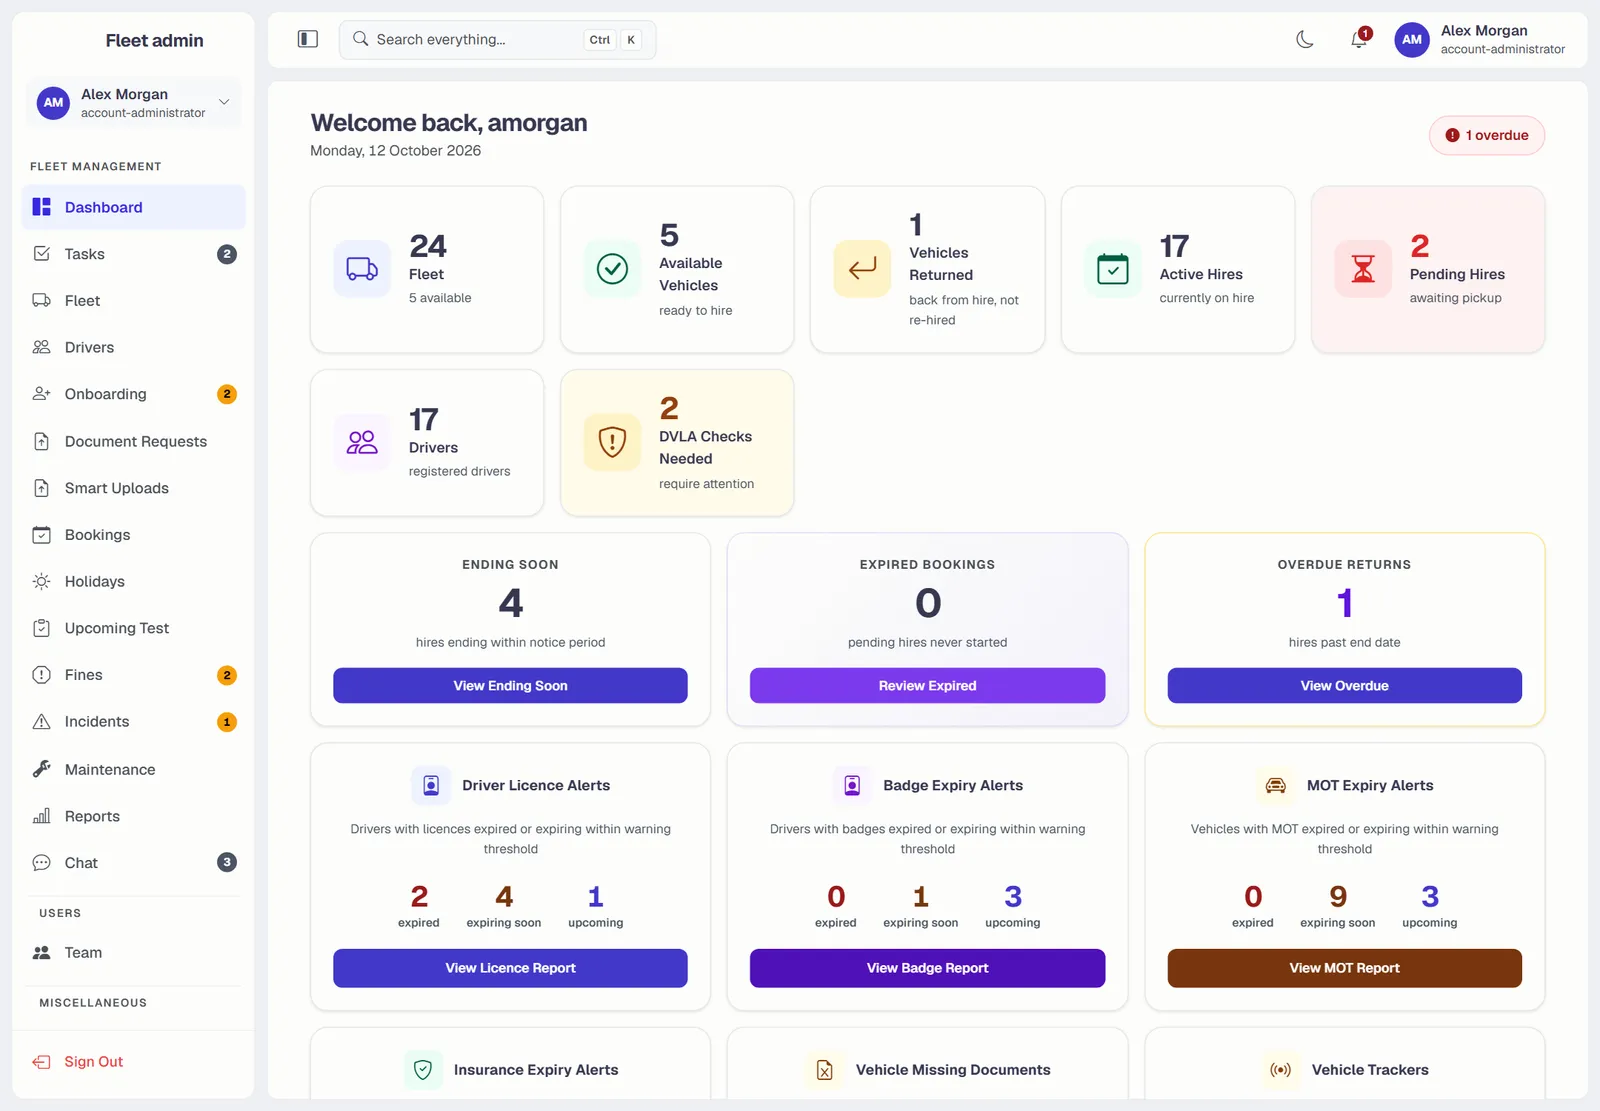 Fleet admin
AM
Alex Morgan
account-administrator
FLEET MANAGEMENT
Dashboard
Tasks
2
Fleet
Drivers
Onboarding
2
Document Requests
Smart Uploads
Bookings
Holidays
Upcoming Test
Fines
2
Incidents
1
Maintenance
Reports
Chat
3
USERS
Team
MISCELLANEOUS
Sign Out
Search everything...
Ctrl
K
1
AM
Alex Morgan
account-administrator
Welcome back, amorgan
Monday, 12 October 2026
1 overdue
24
Fleet
5 available
5
Available
Vehicles
ready to hire
1
Vehicles
Returned
back from hire, not
re-hired
17
Active Hires
currently on hire
2
Pending Hires
awaiting pickup
17
Drivers
registered drivers
2
DVLA Checks
Needed
require attention
ENDING SOON
4
hires ending within notice period
View Ending Soon
EXPIRED BOOKINGS
0
pending hires never started
Review Expired
OVERDUE RETURNS
1
hires past end date
View Overdue
Driver Licence Alerts
Drivers with licences expired or expiring within warning
threshold
2
expired
4
expiring soon
1
upcoming
View Licence Report
Badge Expiry Alerts
Drivers with badges expired or expiring within warning
threshold
0
expired
1
expiring soon
3
upcoming
View Badge Report
MOT Expiry Alerts
Vehicles with MOT expired or expiring within warning
threshold
0
expired
9
expiring soon
3
upcoming
View MOT Report
Insurance Expiry Alerts
Vehicle Missing Documents
Vehicle Trackers